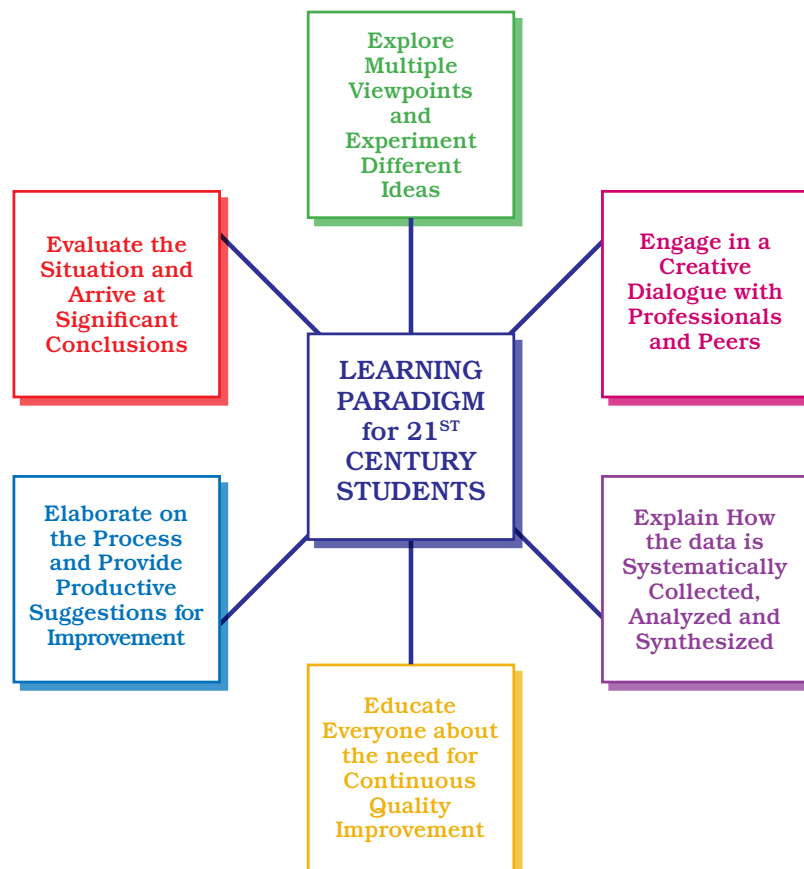 Explore
Multiple
Viewpoints
and
Experiment
Different
Ideas
Evaluate the
Situation and
Arrive at
Significant
Conclusions
Engage in a
Creative
Dialogue with
Professionals
and Peers
LEARNING
PARADIGM
for 21ST
CENTURY
STUDENTS
Elaborate on
the Process
and Provide
Productive
Suggestions for
Improvement
Explain How
the data is
Systematically
Collected,
Analyzed and
Synthesized
Educate
Everyone about
the need for
Continuous
Quality
Improvement